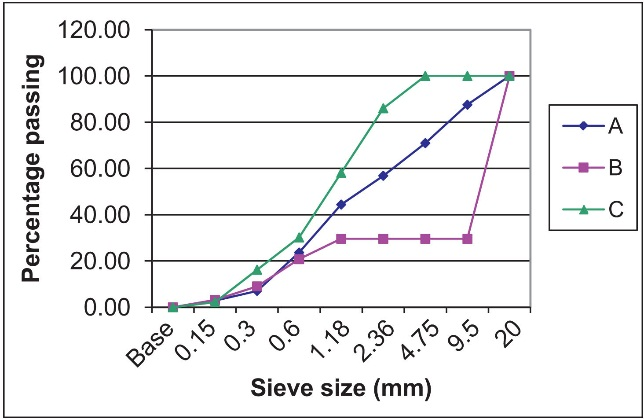 120.00
100.00
80.00
60.00
40.00
20.00
0.00
Percentage passing
Base 0.15 0.3 0.6 1.18 2.36 4.75 9.5 20
Sieve size (mm)
A
B
C